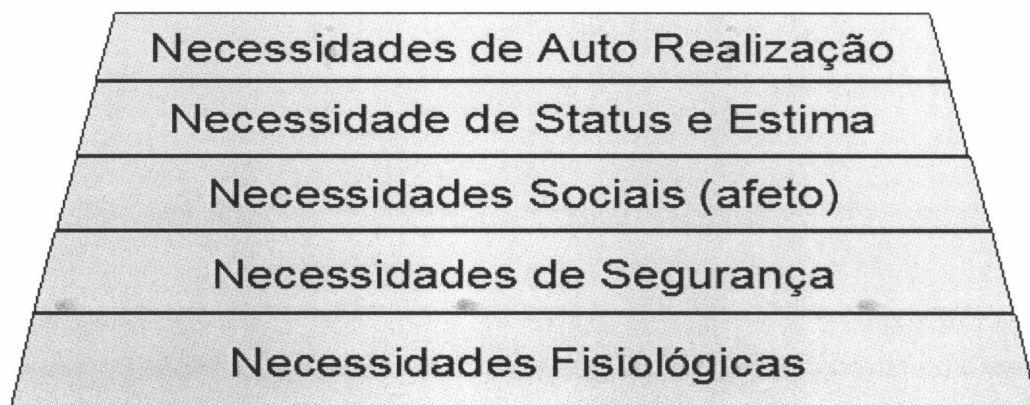 Necessidades de Auto Realização
Necessidade de Status e Estima
Necessidades Sociais (afeto)
Necessidades de Segurança
Necessidades Fisiológicas